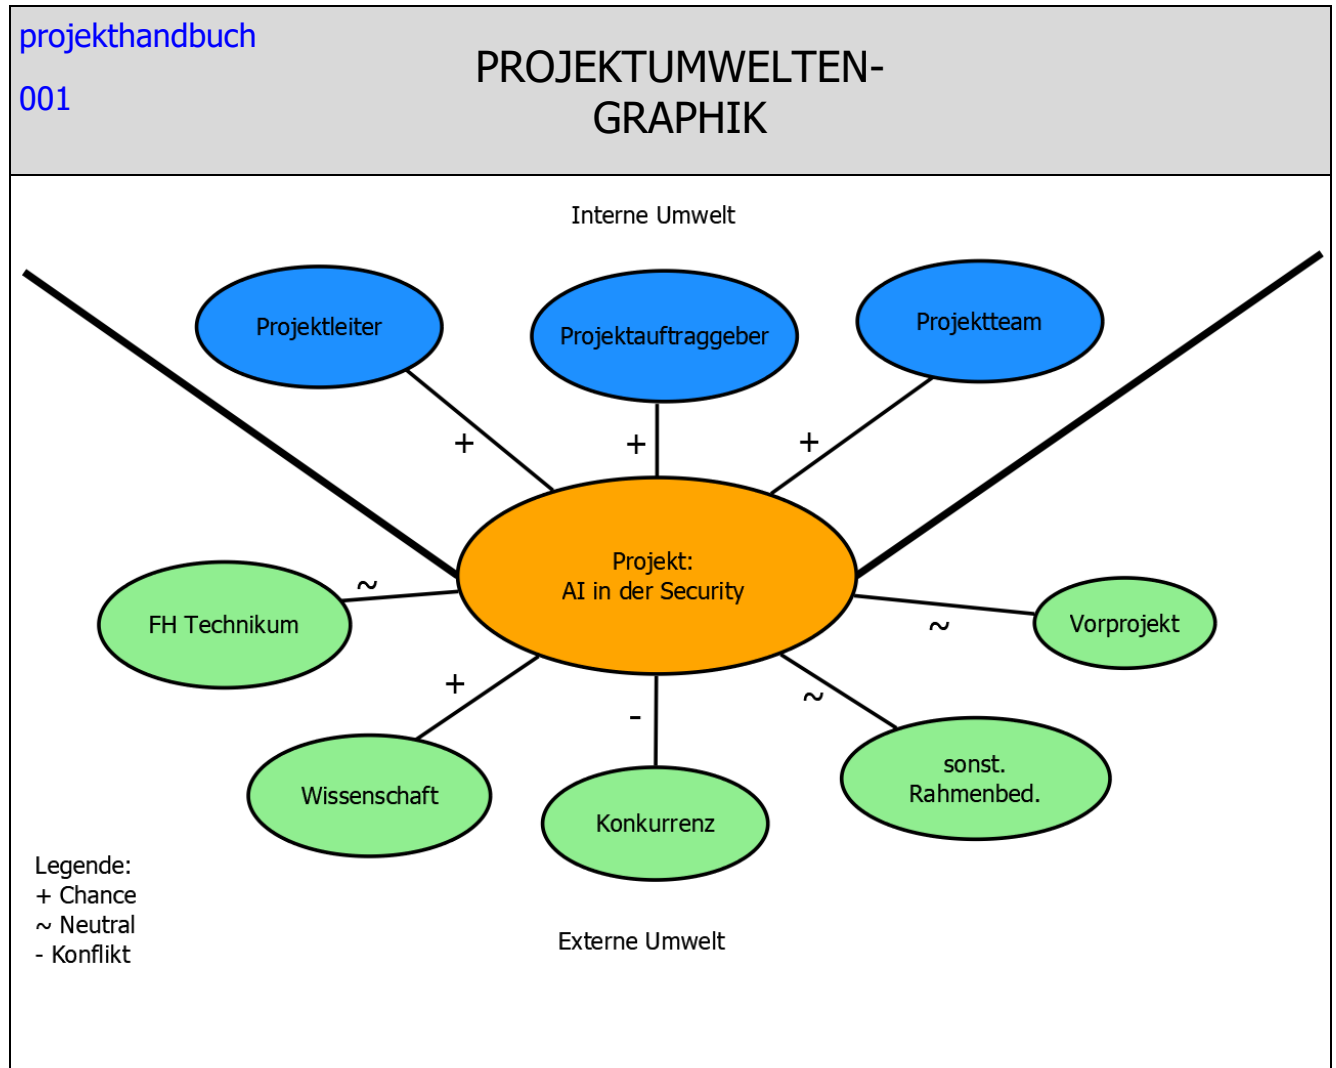 projekthandbuch
001
PROJEKTUMWELTEN-
GRAPHIK
Interne Umwelt
Projektleiter
Projektauftraggeber
Projektteam
+
+
+
Projekt:
AI in der Security
~
FH Technikum
~
Vorprojekt
+
-
~
Wissenschaft
Konkurrenz
sonst.
Rahmenbed.
Legende:
+ Chance
~ Neutral
- Konflikt
Externe Umwelt